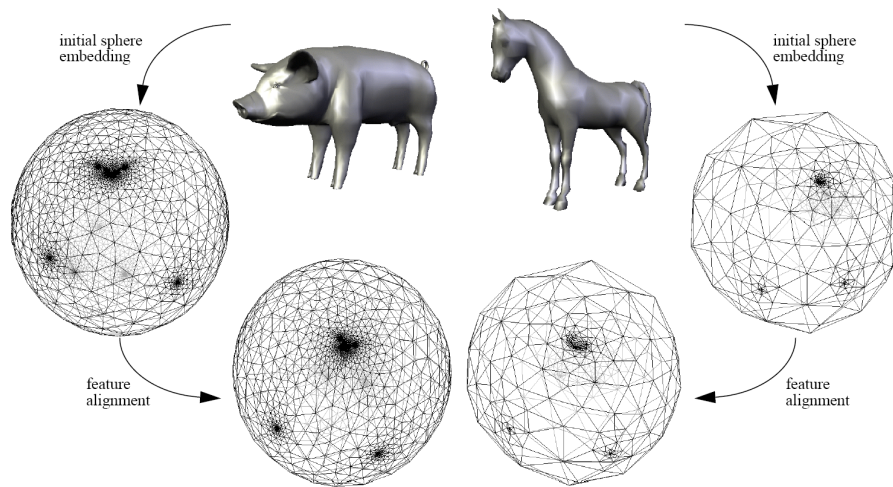 initial sphere
embedding
initial sphere
embedding
feature
alignment
feature
alignment